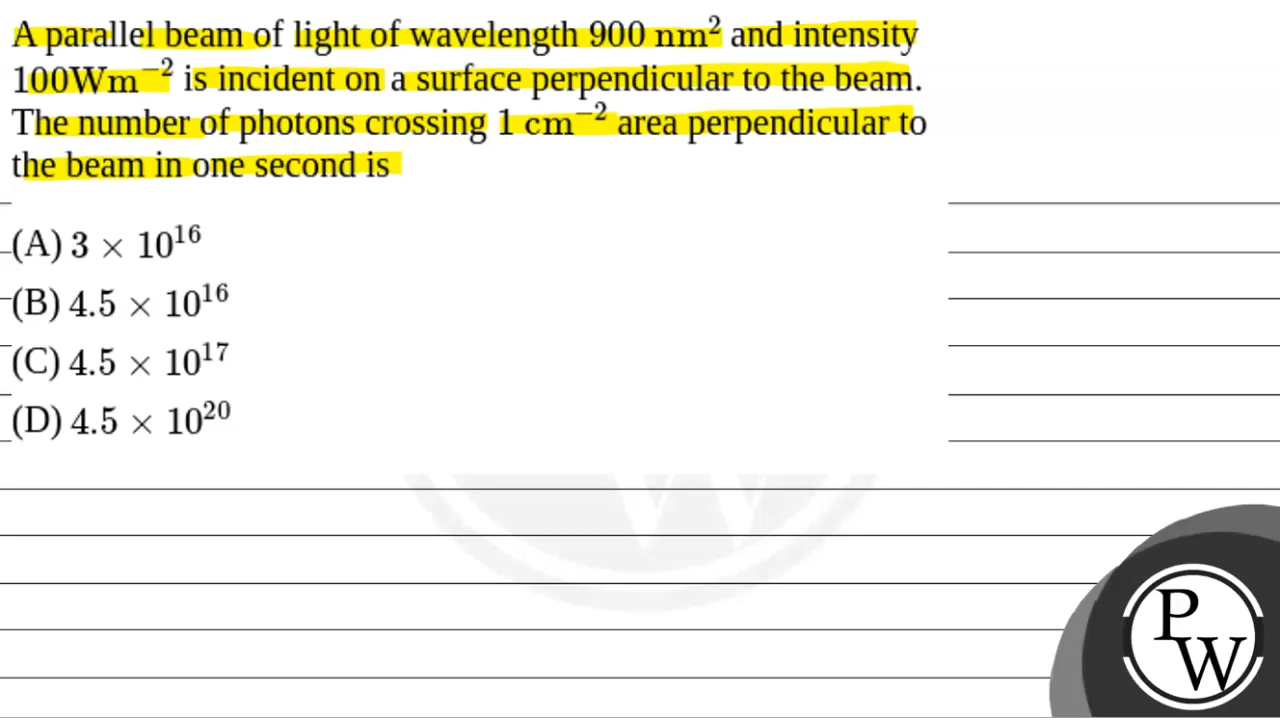 A parallel beam of light of wavelength 900 nm² and intensity
100Wm⁻² is incident on a surface perpendicular to the beam.
The number of photons crossing 1 cm⁻² area perpendicular to
the beam in one second is
(A) 3 × 10¹⁶
(B) 4.5 × 10¹⁶
(C) 4.5 × 10¹⁷
(D) 4.5 × 10²⁰
P
W